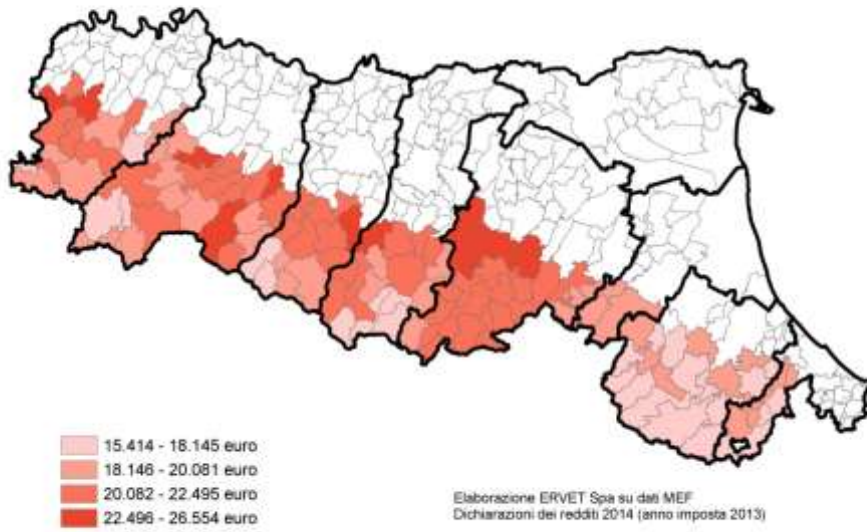 15.414 - 18.145 euro
18.146 - 20.081 euro
20.082 - 22.495 euro
22.496 - 26.554 euro
Elaborazione ERVET Spa su dati MEF
Dichiarazioni dei redditi 2014 (anno imposta 2013)